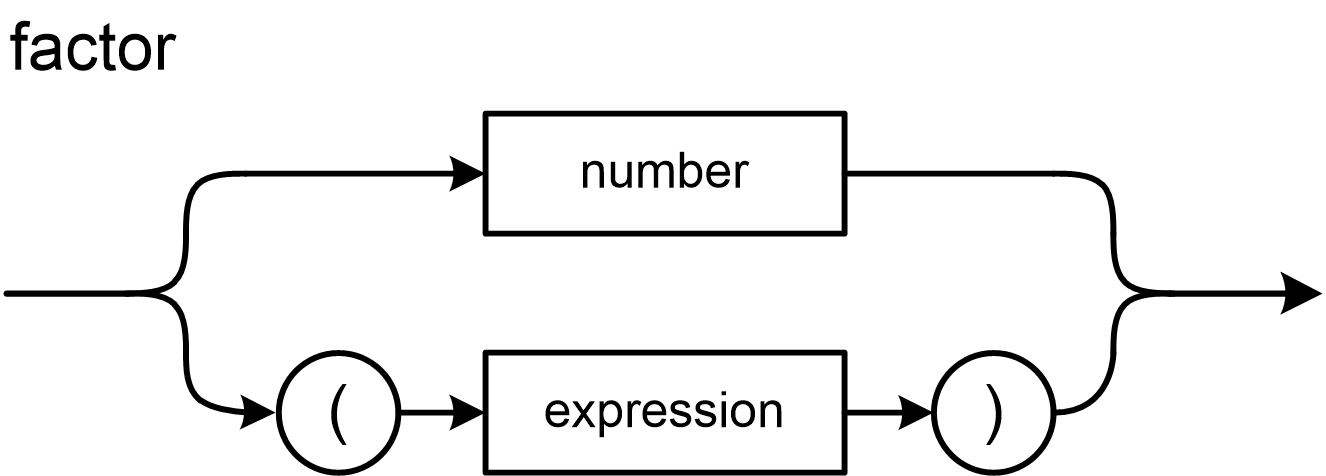 factor
number
( expression )